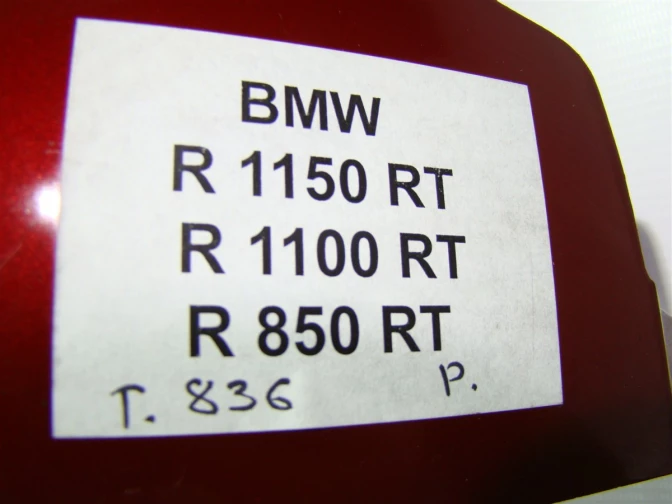 BMW
R 1150 RT
R 1100 RT
R 850 RT
T. 836 P.